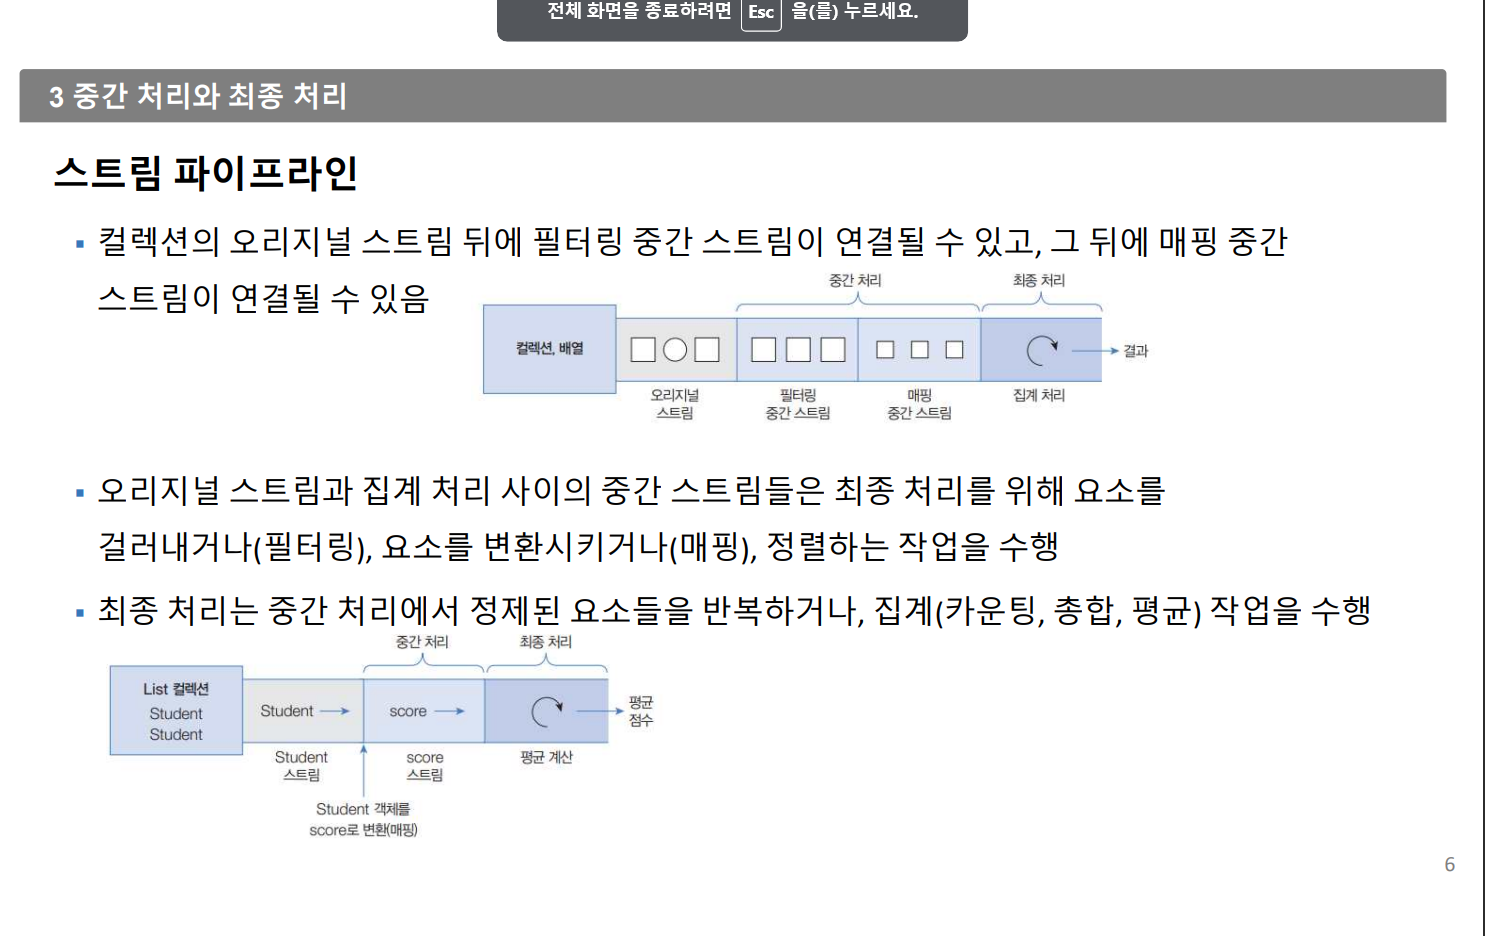 전체 화면을 종료하려면 Esc 을(를) 누르세요.
3 중간 처리와 최종 처리
스트림 파이프라인
▪ 컬렉션의 오리지널 스트림 뒤에 필터링 중간 스트림이 연결될 수 있고, 그 뒤에 매핑 중간
스트림이 연결될 수 있음
중간 처리
최종 처리
컬렉션, 배열
결과
오리지널
스트림
필터링
중간 스트림
매핑
중간 스트림
집계 처리
▪ 오리지널 스트림과 집계 처리 사이의 중간 스트림들은 최종 처리를 위해 요소를
걸러내거나(필터링), 요소를 변환시키거나(매핑), 정렬하는 작업을 수행
▪ 최종 처리는 중간 처리에서 정제된 요소들을 반복하거나, 집계(카운팅, 총합, 평균) 작업을 수행
중간 처리
최종 처리
List 컬렉션
Student
Student
Student
score
평균
점수
Student
스트림
score
스트림
평균 계산
Student 객체를
score로 변환(매핑)
6